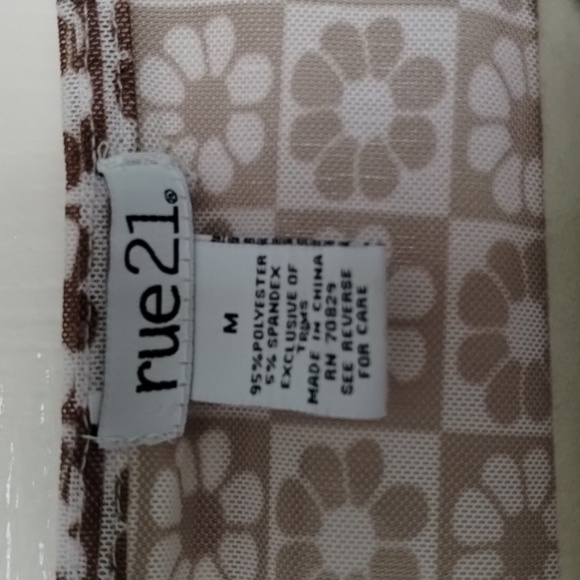 rue21®
M
95%POLYESTER
5% SPANDEX
EXCLUSIVE OF
TRIMS
MADE IN CHINA
RN 70829
SEE REVERSE
FOR CARE